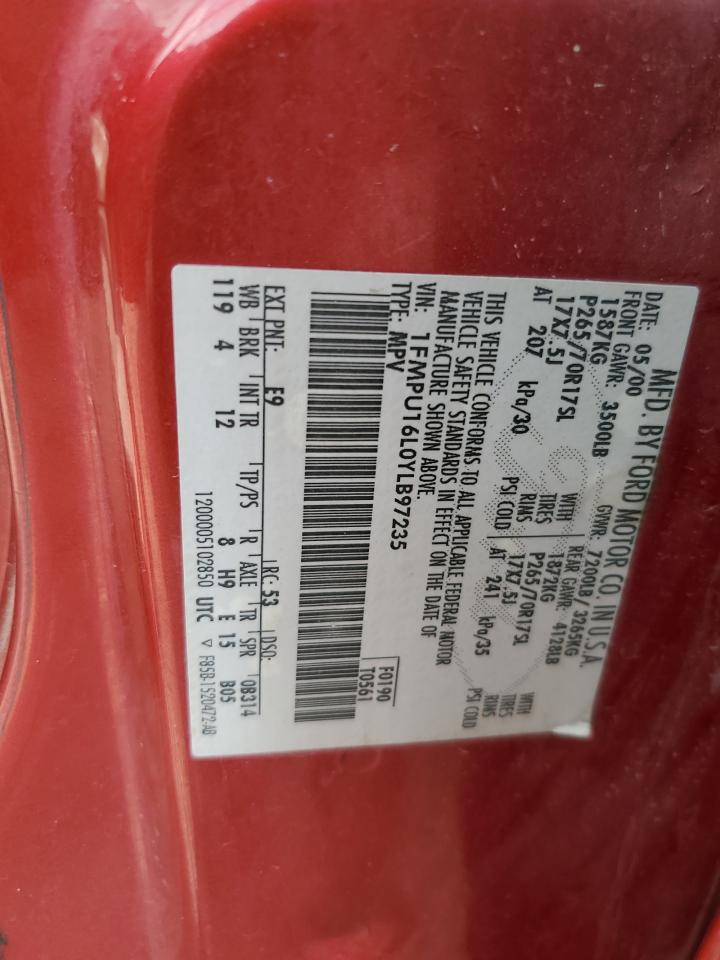 MFD. BY FORD MOTOR CO. IN U.S.A.
DATE: 05/00 GVWR: 7200LB/ 3265KG
FRONT GAWR: 3500LB REAR GAWR: 4128LB
1587KG WITH 1872KG WITH
P265/70R17SL TIRES P265/70R17SL TIRES
17X7.5J RIMS 17X7.5J RIMS
AT 207 kPa/30 PSI COLD AT 241 kPa/35 PSI COLD
THIS VEHICLE CONFORMS TO ALL APPLICABLE FEDERAL MOTOR
VEHICLE SAFETY STANDARDS IN EFFECT ON THE DATE OF
MANUFACTURE SHOWN ABOVE.
VIN: 1FMPU16L0YLB97235 F0190
TYPE: MPV T0561
EXT PNT: E9 RC: 53 DSO:
WB BRK INT TR TP/PS R AXLE TR SPR 0B314
119 4 12 8 H9 E 15 B05
1200005102850 UTC ▽ F85B-1520472-AB